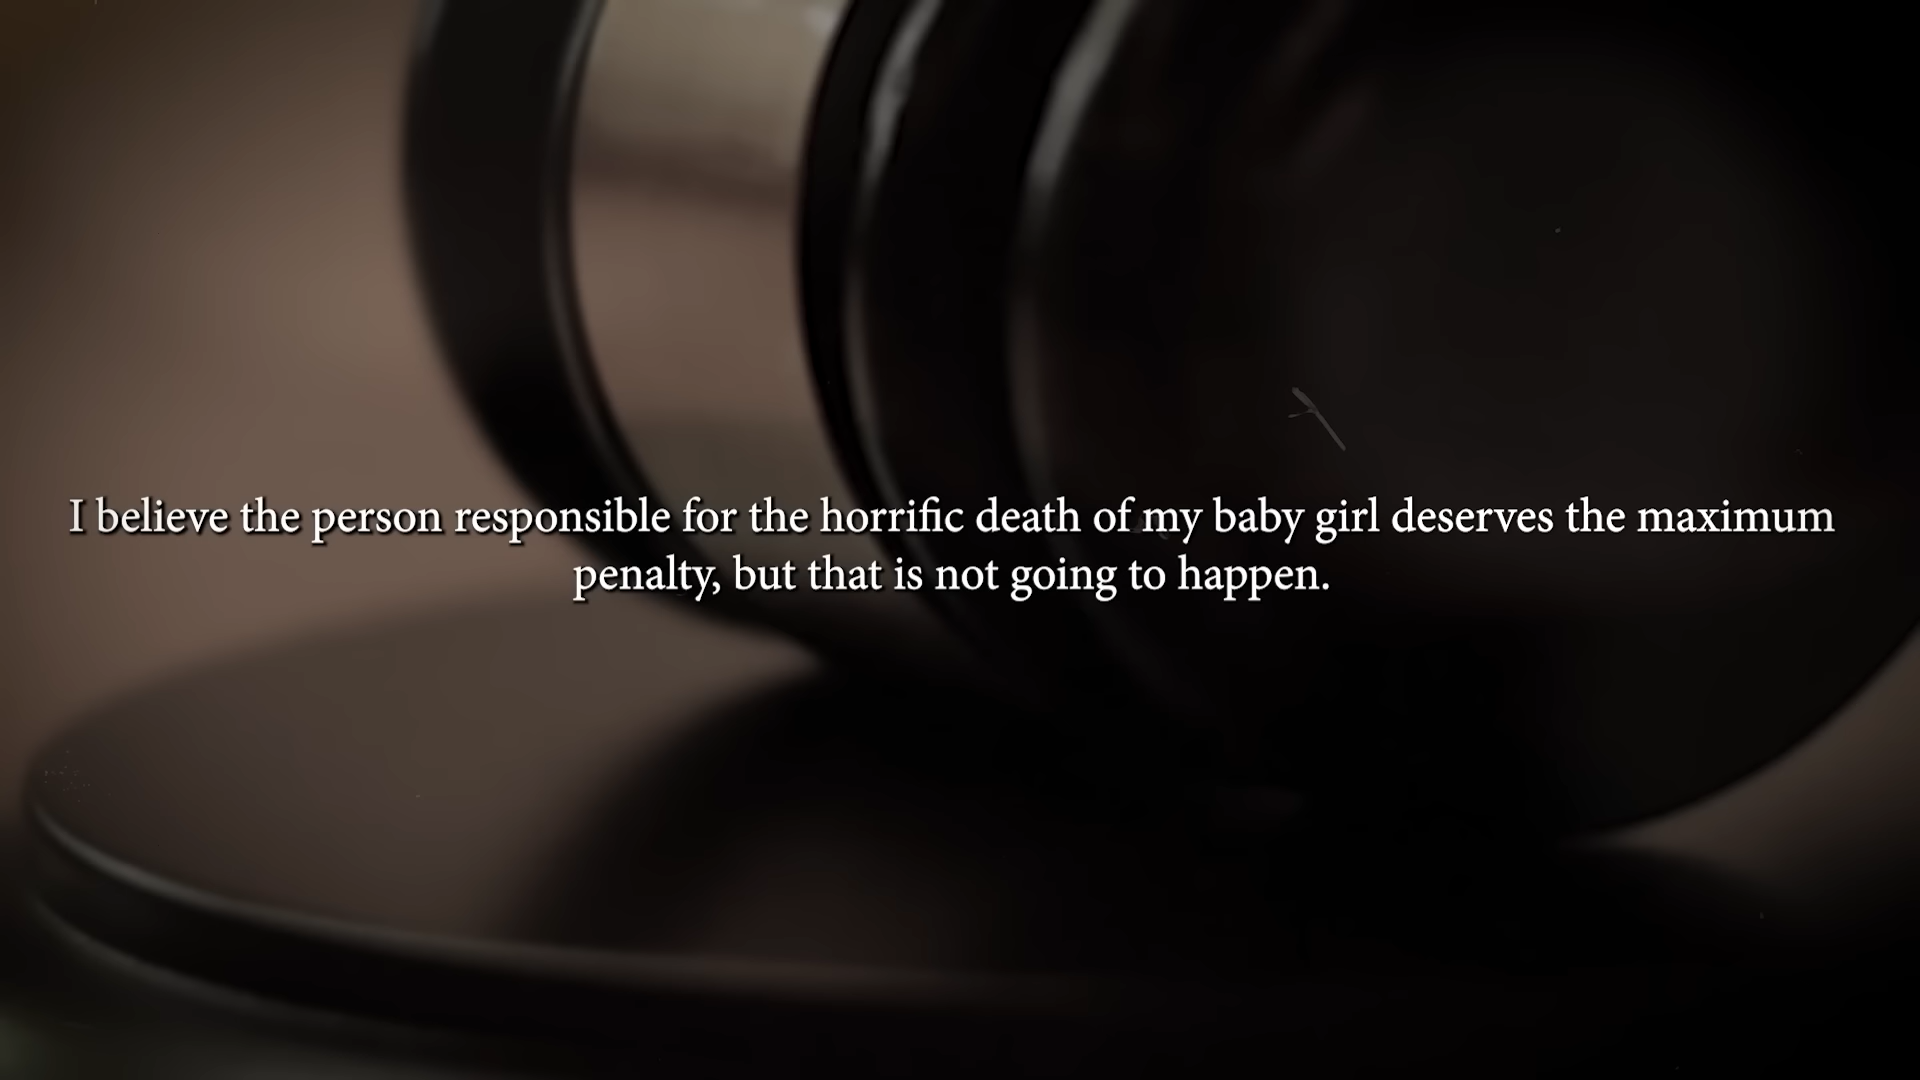 I believe the person responsible for the horrific death of my baby girl deserves the maximum
penalty, but that is not going to happen.